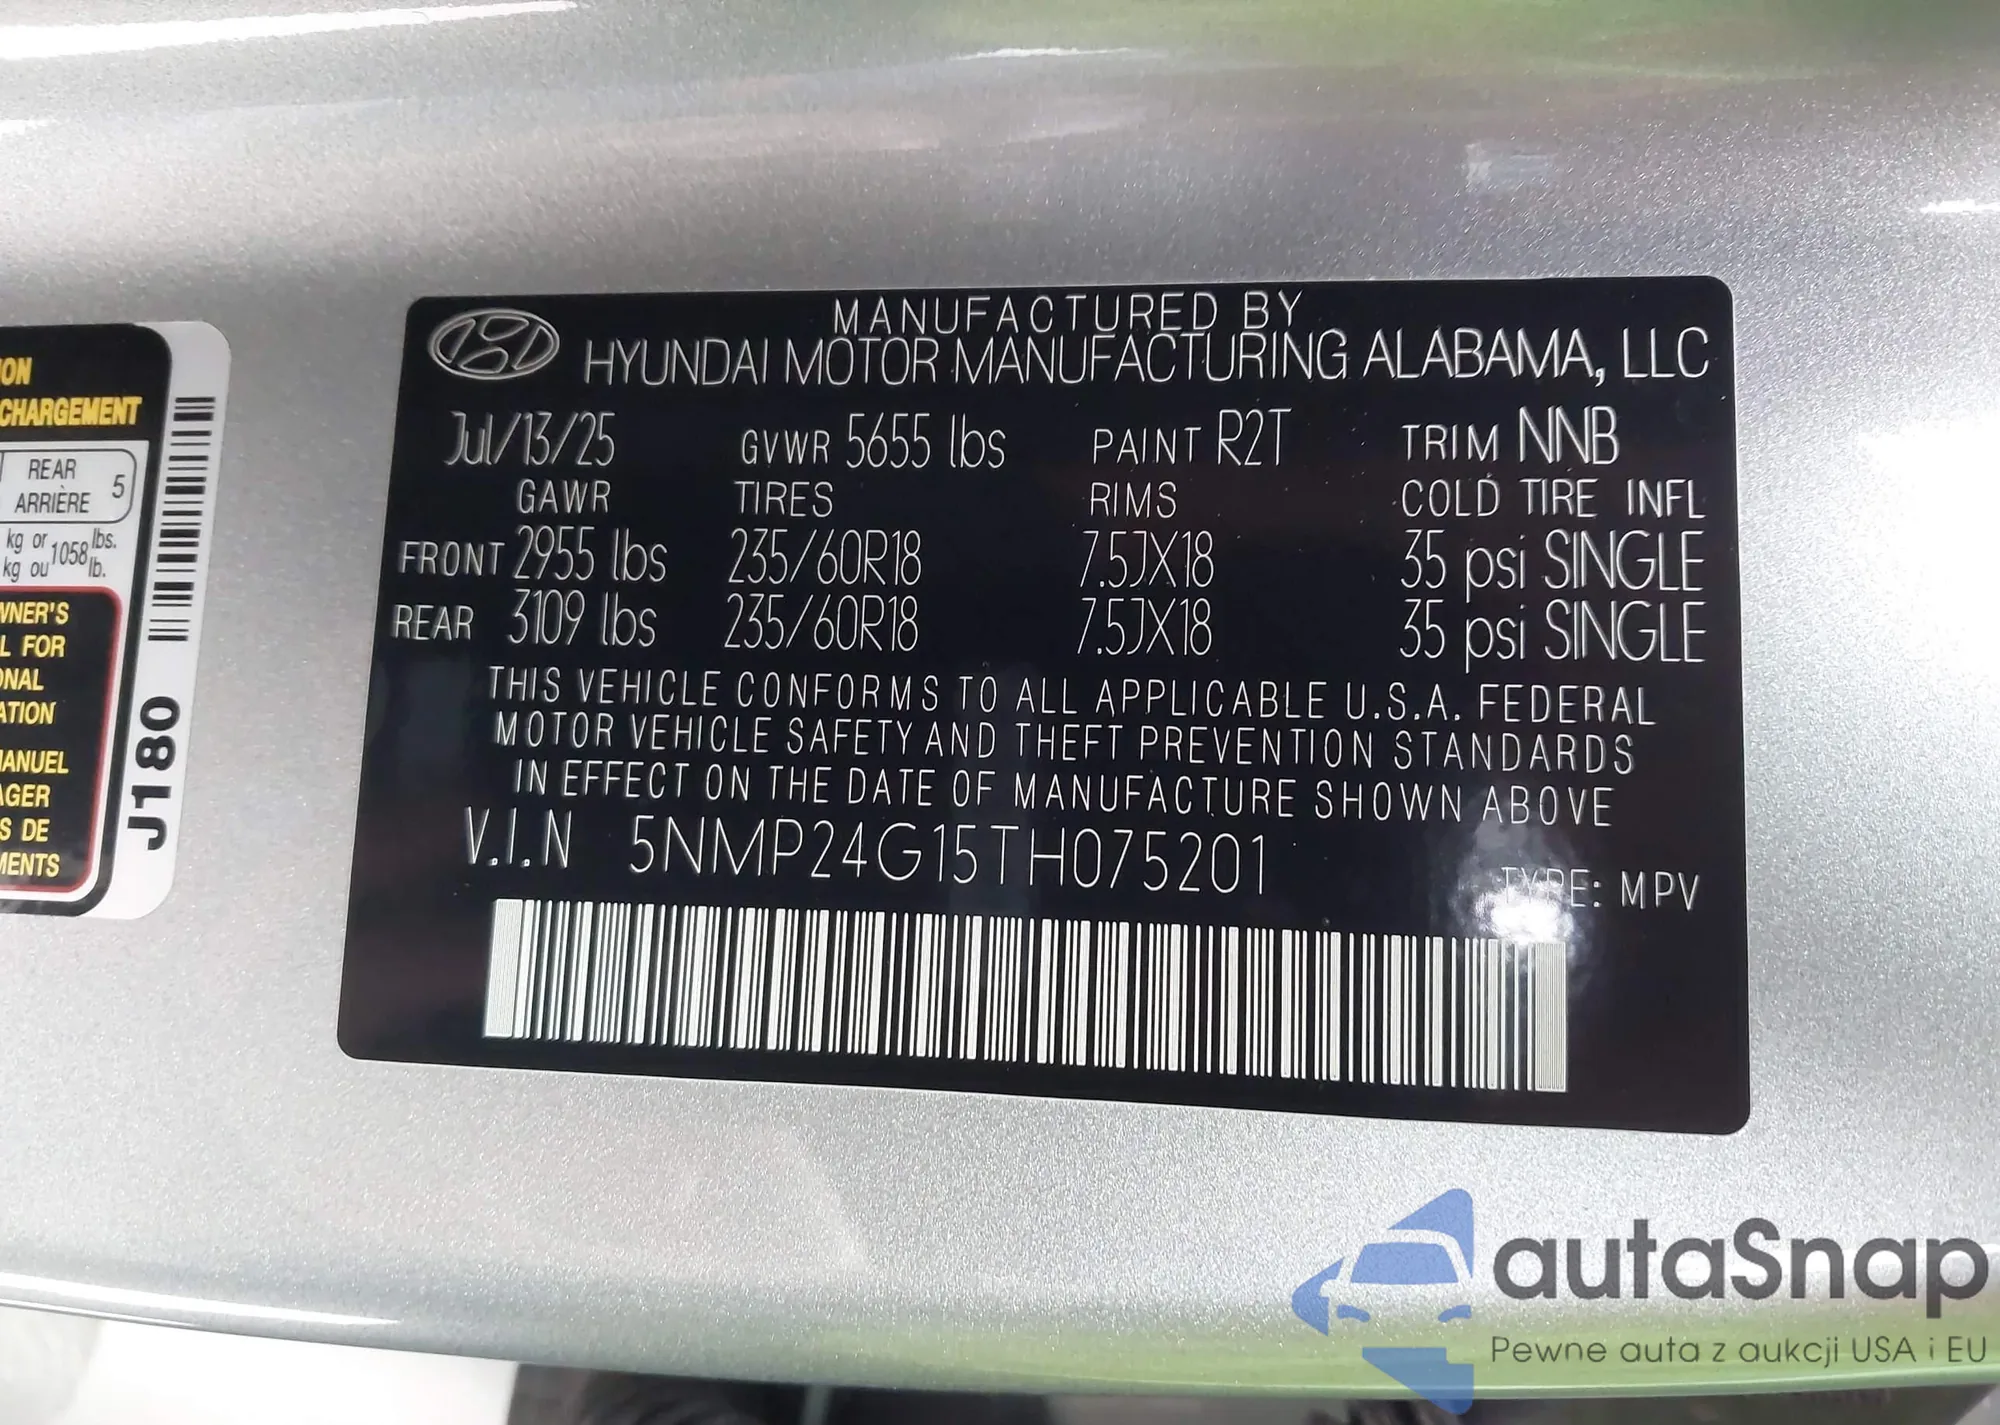 MANUFACTURED BY
HYUNDAI MOTOR MANUFACTURING ALABAMA, LLC
Jul/13/25 GVWR 5655 lbs PAINT R2T TRIM NNB
GAWR TIRES RIMS COLD TIRE INFL
FRONT 2955 lbs 235/60R18 7.5JX18 35 psi SINGLE
REAR 3109 lbs 235/60R18 7.5JX18 35 psi SINGLE
THIS VEHICLE CONFORMS TO ALL APPLICABLE U.S.A. FEDERAL
MOTOR VEHICLE SAFETY AND THEFT PREVENTION STANDARDS
IN EFFECT ON THE DATE OF MANUFACTURE SHOWN ABOVE
V.I.N 5NMP24G15TH075201
TYPE: MPV
CHARGEMENT
REAR
ARRIÈRE 5
kg or 1058 lbs.
kg ou lb.
L FOR
S DE
J180
autaSnap
Pewne auta z aukcji USA i EU